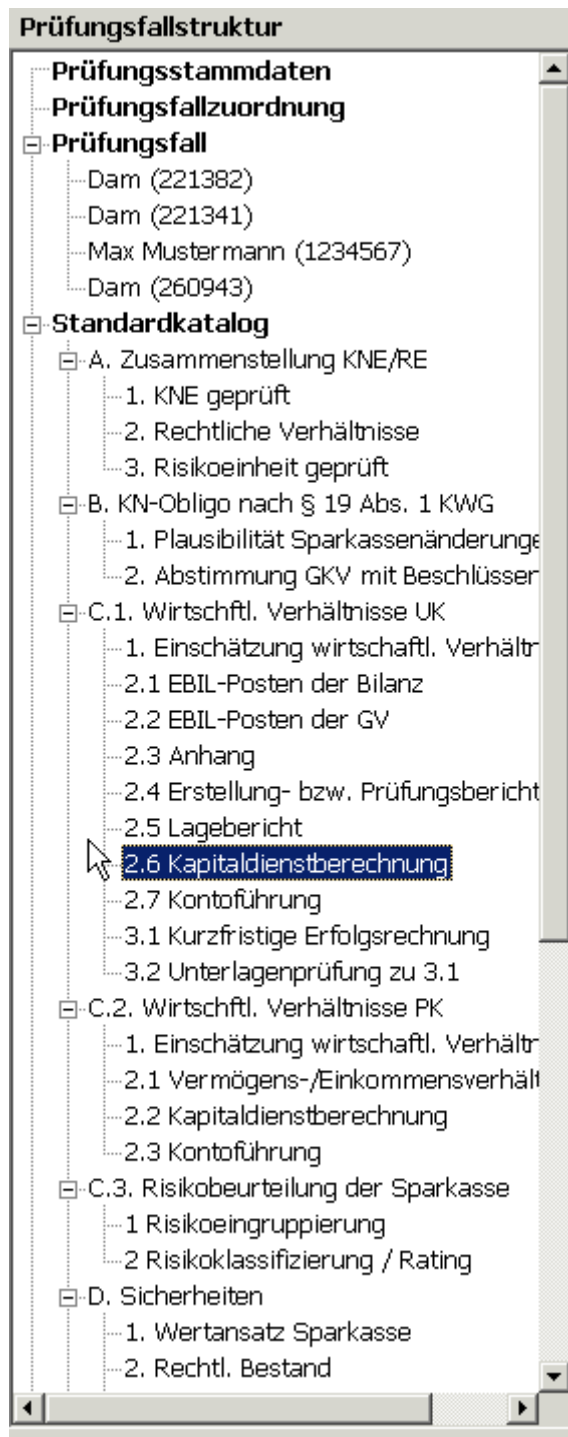 Prüfungsfallstruktur
Prüfungsstammdaten
Prüfungsfallzuordnung
Prüfungsfall
Dam (221382)
Dam (221341)
Max Mustermann (1234567)
Dam (260943)
Standardkatalog
A. Zusammenstellung KNE/RE
1. KNE geprüft
2. Rechtliche Verhältnisse
3. Risikoeinheit geprüft
B. KN-Obligo nach § 19 Abs. 1 KWG
1. Plausibilität Sparkassenänderunge
2. Abstimmung GKV mit Beschlüsser
C.1. Wirtschftl. Verhältnisse UK
1. Einschätzung wirtschaftl. Verhältr
2.1 EBIL-Posten der Bilanz
2.2 EBIL-Posten der GV
2.3 Anhang
2.4 Erstellung- bzw. Prüfungsbericht
2.5 Lagebericht
2.6 Kapitaldienstberechnung
2.7 Kontoführung
3.1 Kurzfristige Erfolgsrechnung
3.2 Unterlagenprüfung zu 3.1
C.2. Wirtschftl. Verhältnisse PK
1. Einschätzung wirtschaftl. Verhältr
2.1 Vermögens-/Einkommensverhält
2.2 Kapitaldienstberechnung
2.3 Kontoführung
C.3. Risikobeurteilung der Sparkasse
1 Risikoeingruppierung
2 Risikoklassifizierung / Rating
D. Sicherheiten
1. Wertansatz Sparkasse
2. Rechtl. Bestand